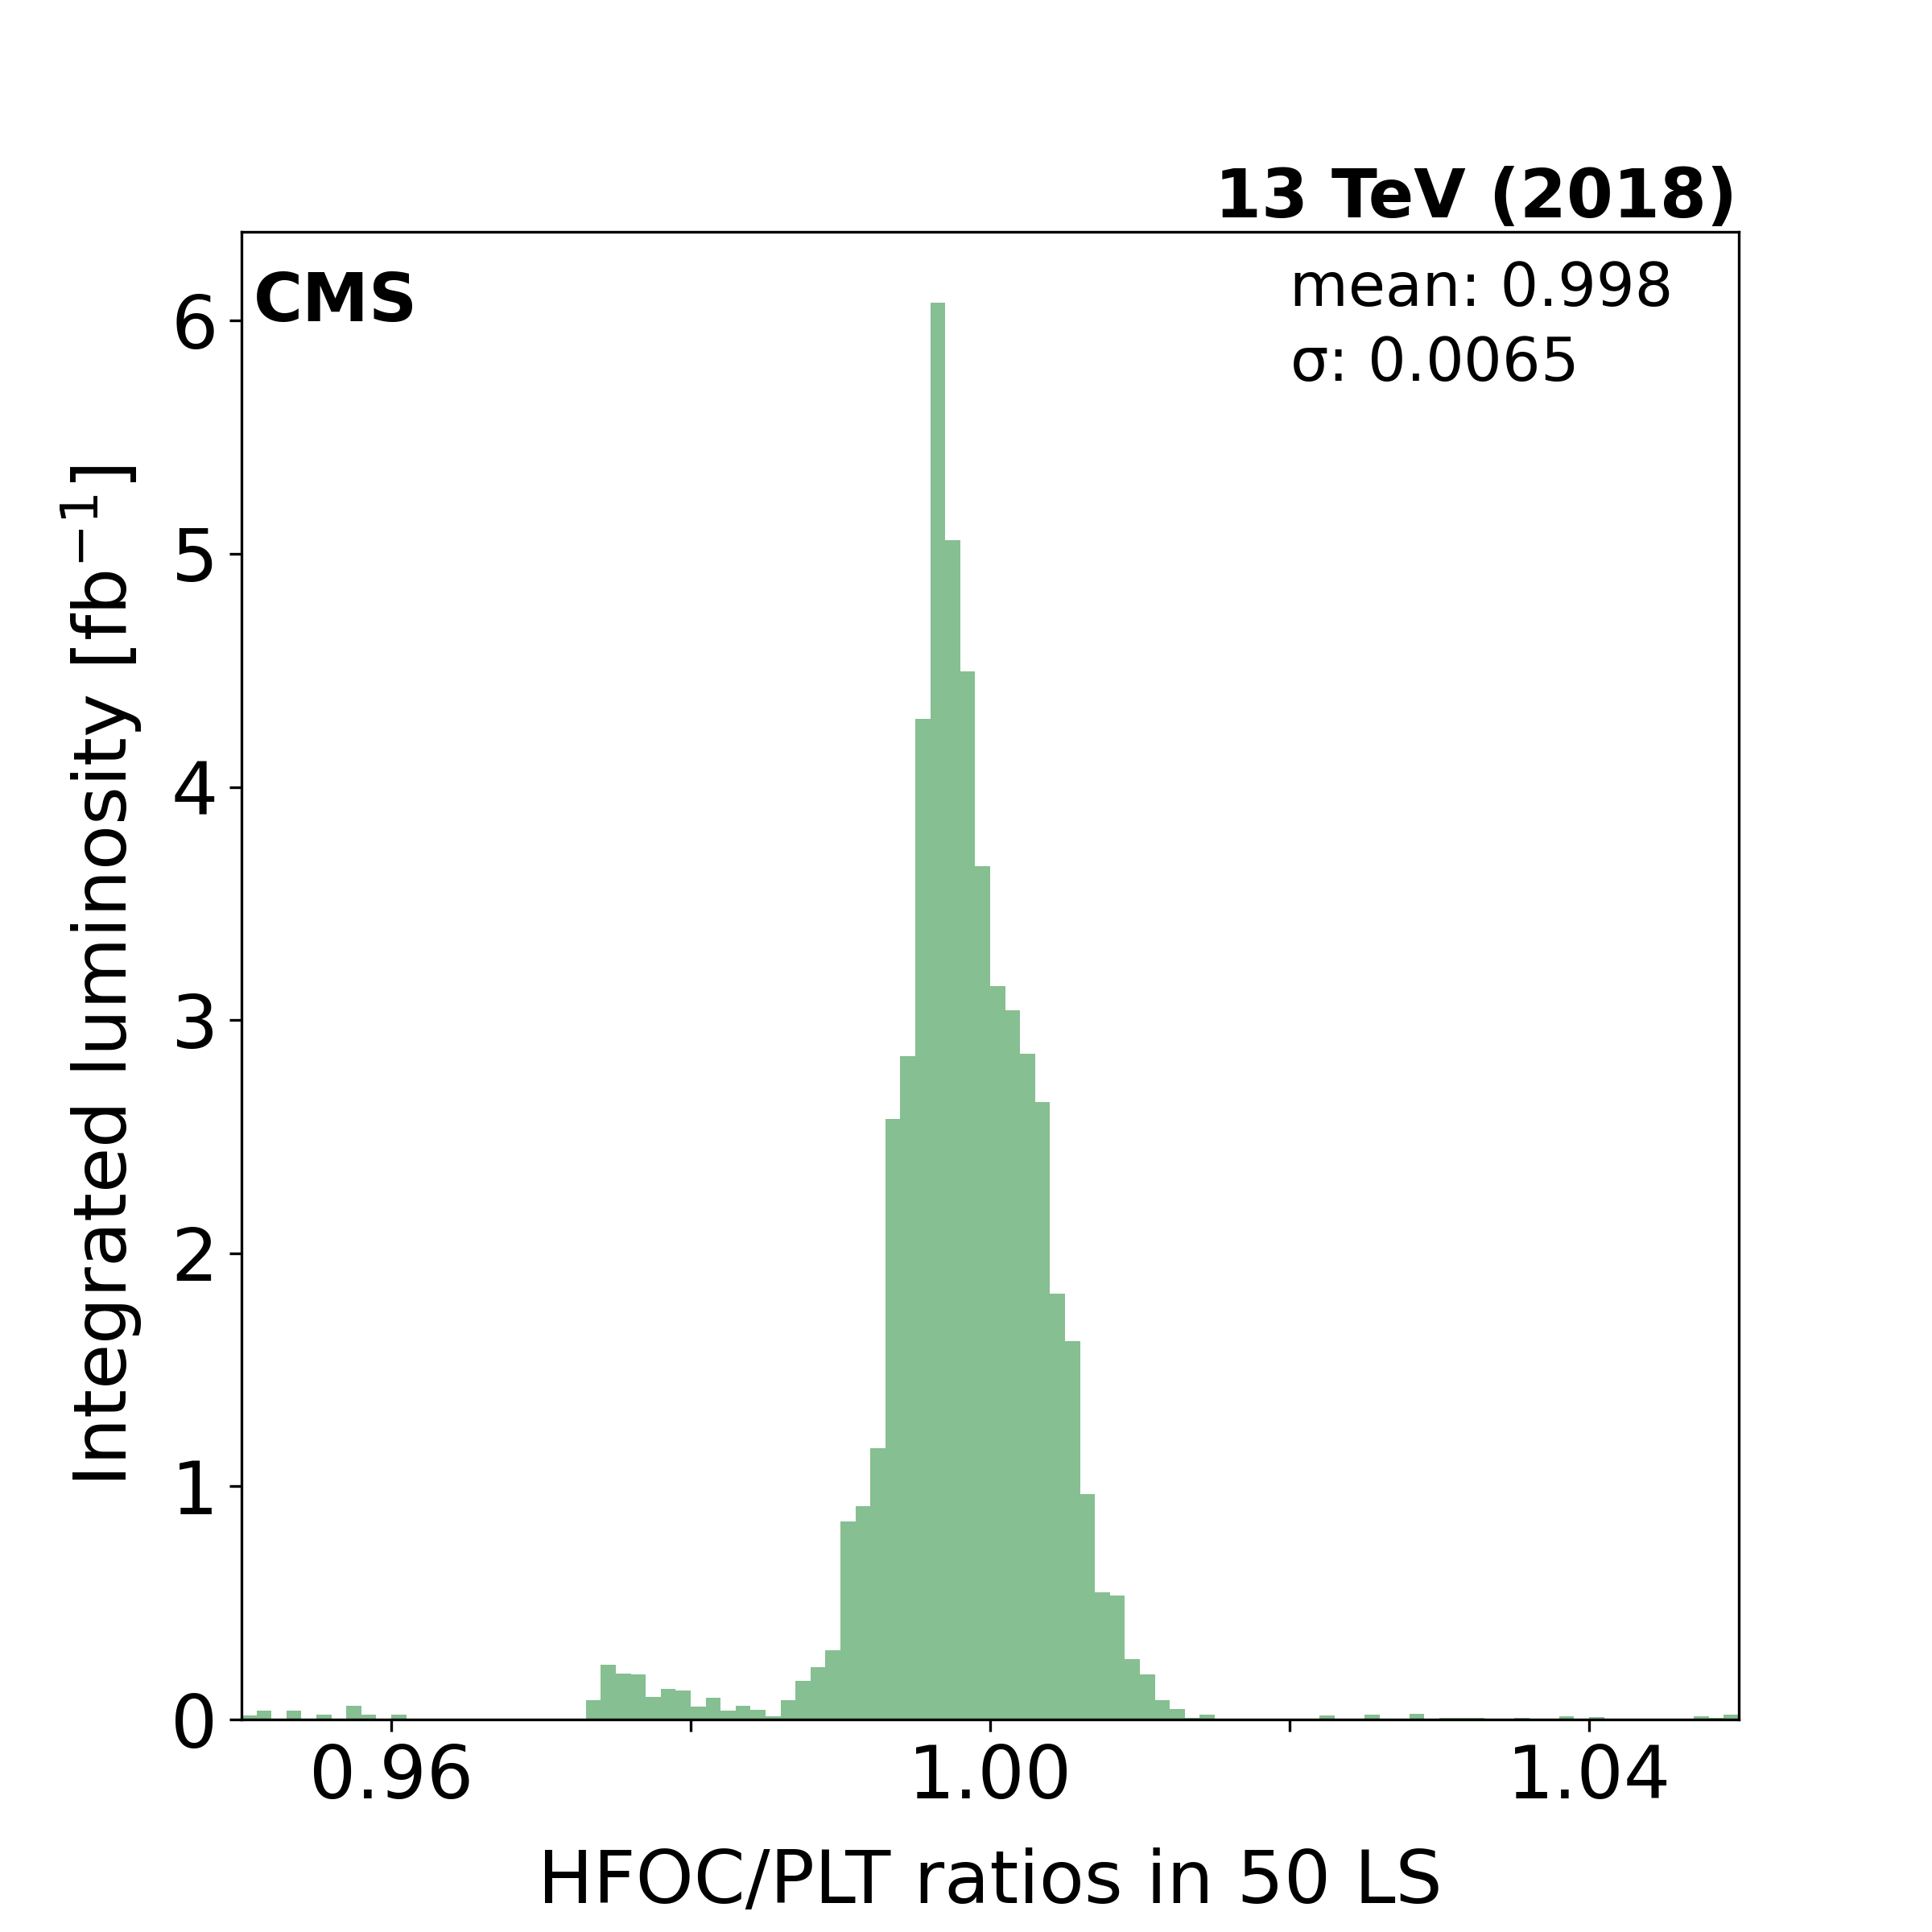 13 TeV (2018)
CMS
mean: 0.998
σ: 0.0065
Integrated luminosity [fb⁻¹]
6
5
4
3
2
1
0
0.96 1.00 1.04
HFOC/PLT ratios in 50 LS